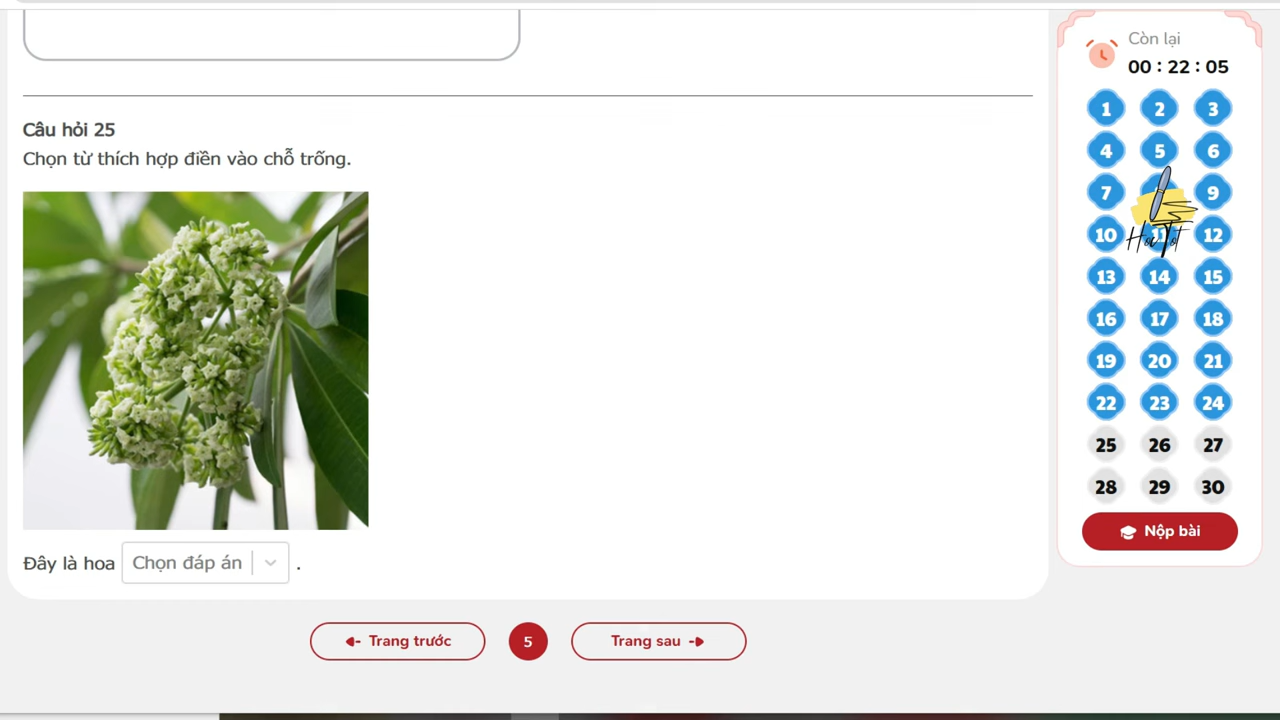 Còn lại
00 : 22 : 05
1 2 3
4 5 6
7 9
10 11 12
13 14 15
16 17 18
19 20 21
22 23 24
25 26 27
28 29 30
Nộp bài
Học Tốt
Câu hỏi 25
Chọn từ thích hợp điền vào chỗ trống.
Đây là hoa Chọn đáp án .
Trang trước 5 Trang sau